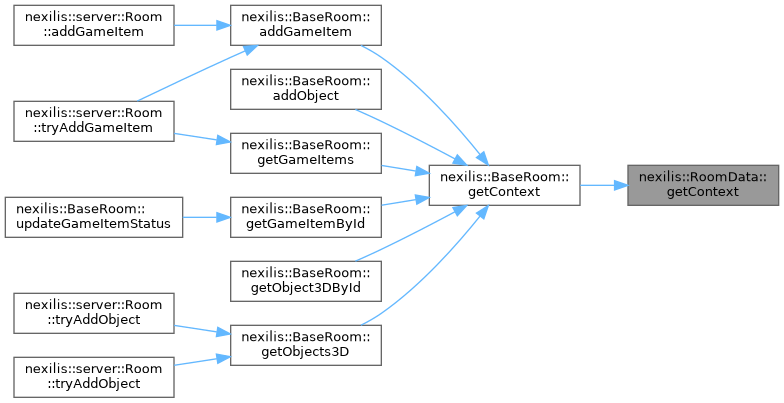 nexilis::server::Room
::addGameItem
nexilis::BaseRoom::
addGameItem
nexilis::BaseRoom::
addObject
nexilis::server::Room
::tryAddGameItem
nexilis::BaseRoom::
getGameItems
nexilis::BaseRoom::
getContext
nexilis::RoomData::
getContext
nexilis::BaseRoom::
updateGameItemStatus
nexilis::BaseRoom::
getGameItemById
nexilis::BaseRoom::
getObject3DById
nexilis::server::Room
::tryAddObject
nexilis::BaseRoom::
getObjects3D
nexilis::server::Room
::tryAddObject